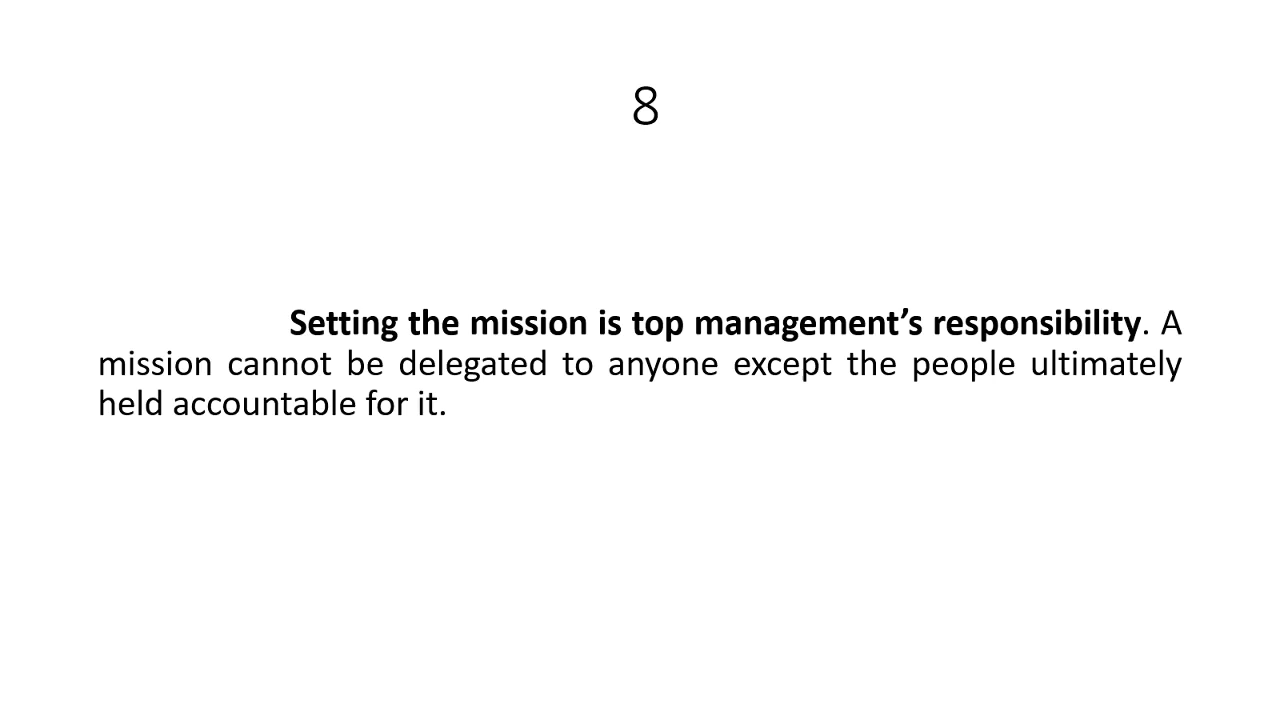 8
Setting the mission is top management’s responsibility. A
mission cannot be delegated to anyone except the people ultimately
held accountable for it.